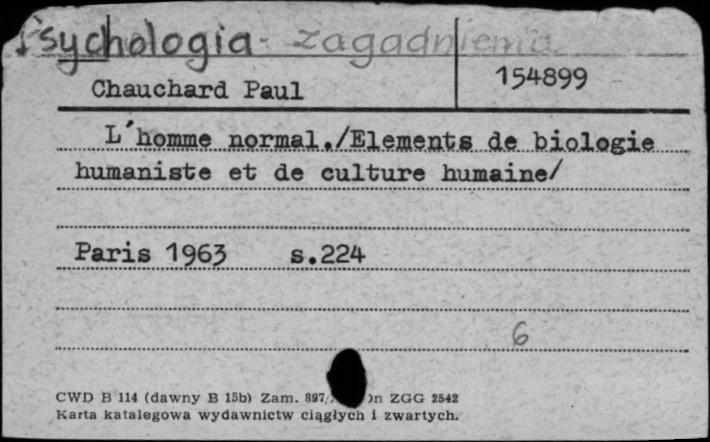 Psychologia - zagadnienia
Chauchard Paul
154899
L'homme normal./Elements de biologie
humaniste et de culture humaine/
Paris 1963 s.224
6
CWD B 114 (dawny B 15b) Zam. 897/ ZGG 2542
Karta katalogowa wydawnictw ciągłych i zwartych.